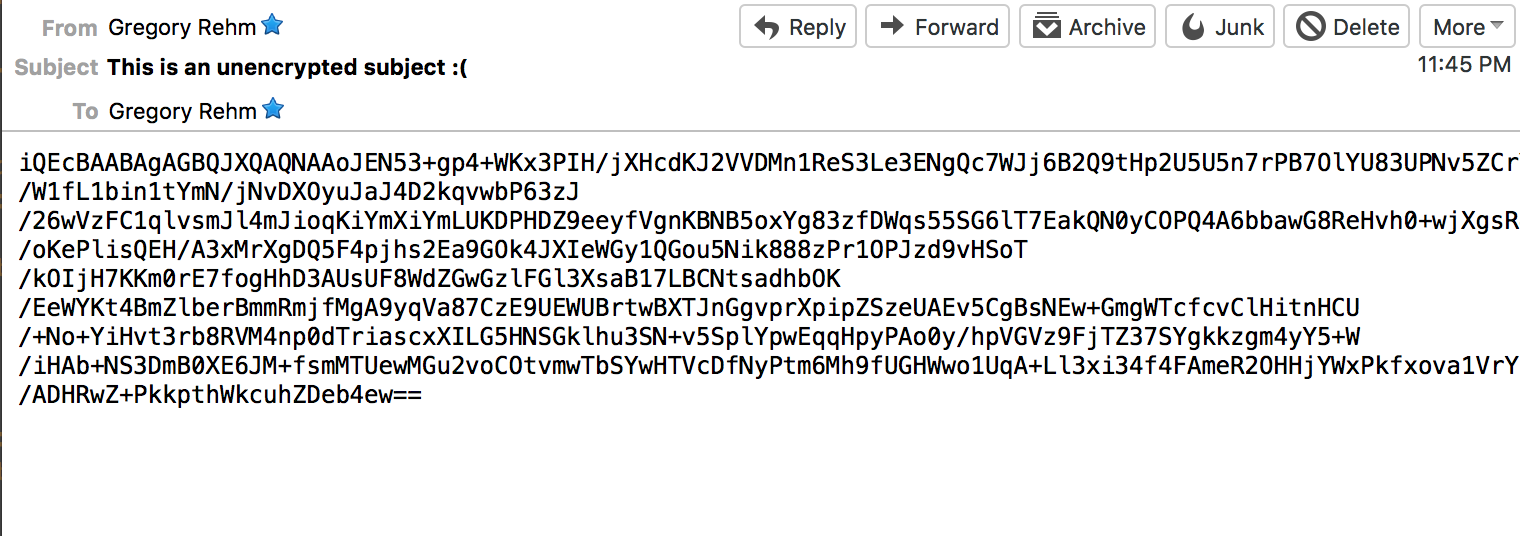 From Gregory Rehm
Reply Forward Archive Junk Delete More
Subject This is an unencrypted subject :(
11:45 PM
To Gregory Rehm
iQEcBAABAgAGBQJXQAQNAAoJEN53+gp4+WKx3PIH/jXHcdKJ2VVDMn1ReS3Le3ENgQc7WJj6B2Q9tHp2U5U5n7rPB7OlYU83UPNv5ZCr
/W1fL1bin1tYmN/jNvDXOyuJaJ4D2kqvwbP63zJ
/26wVzFC1qlvsmJl4mJioqKiYmXiYmLUKDPHDZ9eeyfVgnKBNB5oxYg83zfDWqs55SG6lT7EakQN0yCOPQ4A6bbawG8ReHvh0+wjXgsR
/oKePlisQEH/A3xMrXgDQ5F4pjhs2Ea9GOk4JXIeWGy1QGou5Nik888zPr1OPJzd9vHSoT
/kOIjH7KKm0rE7fogHhD3AUsUF8WdZGwGzlFGl3XsaB17LBCNtsadhbOK
/EeWYKt4BmZlberBmmRmjfMgA9yqVa87CzE9UEWUBrtwBXTJnGgvprXpipZSzeUAEv5CgBsNEw+GmgWTcfcvClHitnHCU
/+No+YiHvt3rb8RVM4np0dTriascxXILG5HNSGklhu3SN+v5SplYpwEqqHpyPAo0y/hpVGVz9FjTZ37SYgkkzgm4yY5+W
/iHAb+NS3DmB0XE6JM+fsmMTUewMGu2voCOtvmwTbSYwHTVcDfNyPtm6Mh9fUGHWwo1UqA+Ll3xi34f4FAmeR2OHHjYWxPkfxova1VrY
/ADHRwZ+PkkpthWkcuhZDeb4ew==